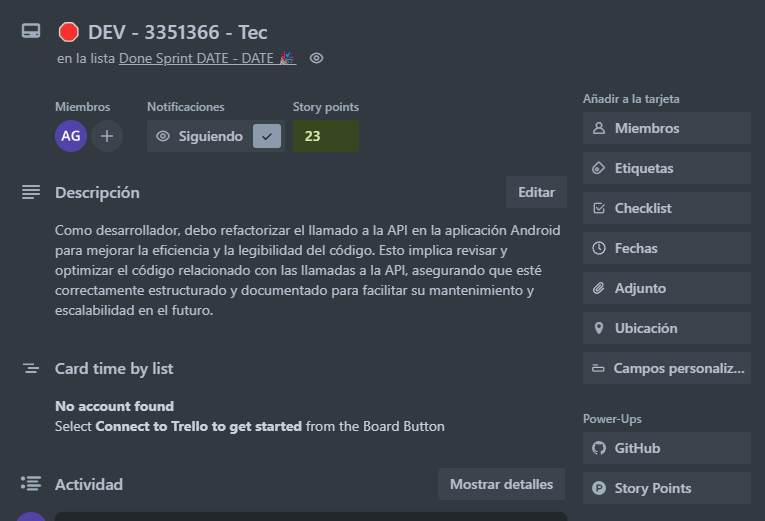 DEV - 3351366 - Tec
en la lista Done Sprint DATE - DATE 🎉
Miembros
Notificaciones
Story points
AG
Siguiendo
23
Descripción
Editar
Como desarrollador, debo refactorizar el llamado a la API en la aplicación Android
para mejorar la eficiencia y la legibilidad del código. Esto implica revisar y
optimizar el código relacionado con las llamadas a la API, asegurando que esté
correctamente estructurado y documentado para facilitar su mantenimiento y
escalabilidad en el futuro.
Card time by list
No account found
Select Connect to Trello to get started from the Board Button
Actividad
Mostrar detalles
Añadir a la tarjeta
Miembros
Etiquetas
Checklist
Fechas
Adjunto
Ubicación
Campos personaliz...
Power-Ups
GitHub
Story Points